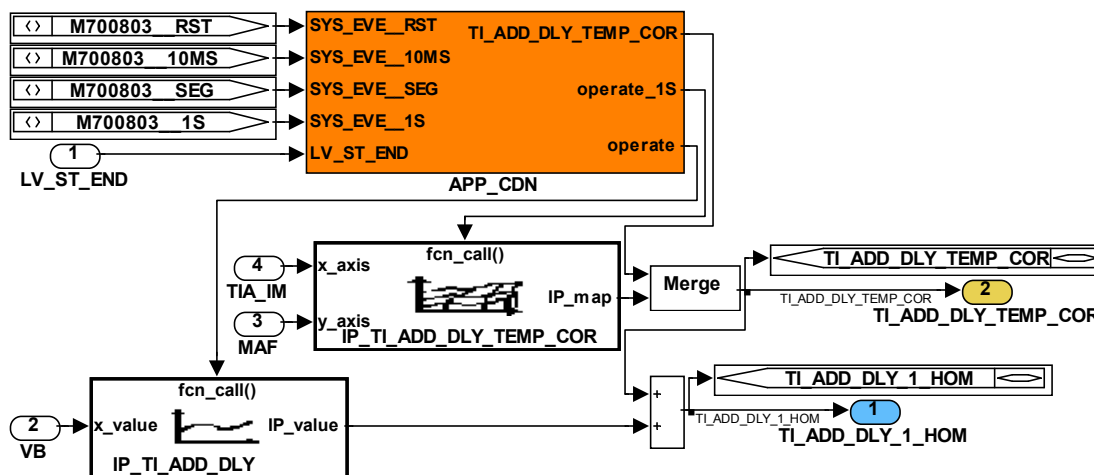 M700803__RST
M700803__10MS
M700803__SEG
M700803__1S
1
LV_ST_END
SYS_EVE__RST
SYS_EVE__10MS
SYS_EVE__SEG
SYS_EVE__1S
LV_ST_END
TI_ADD_DLY_TEMP_COR
operate_1S
operate
APP_CDN
4
TIA_IM
3
MAF
fcn_call()
x_axis
y_axis
IP_map
IP_TI_ADD_DLY_TEMP_COR
Merge
TI_ADD_DLY_TEMP_COR
TI_ADD_DLY_TEMP_COR
2
TI_ADD_DLY_TEMP_COR
2
VB
fcn_call()
x_value
IP_value
IP_TI_ADD_DLY
+
+
TI_ADD_DLY_1_HOM
TI_ADD_DLY_1_HOM
1
TI_ADD_DLY_1_HOM